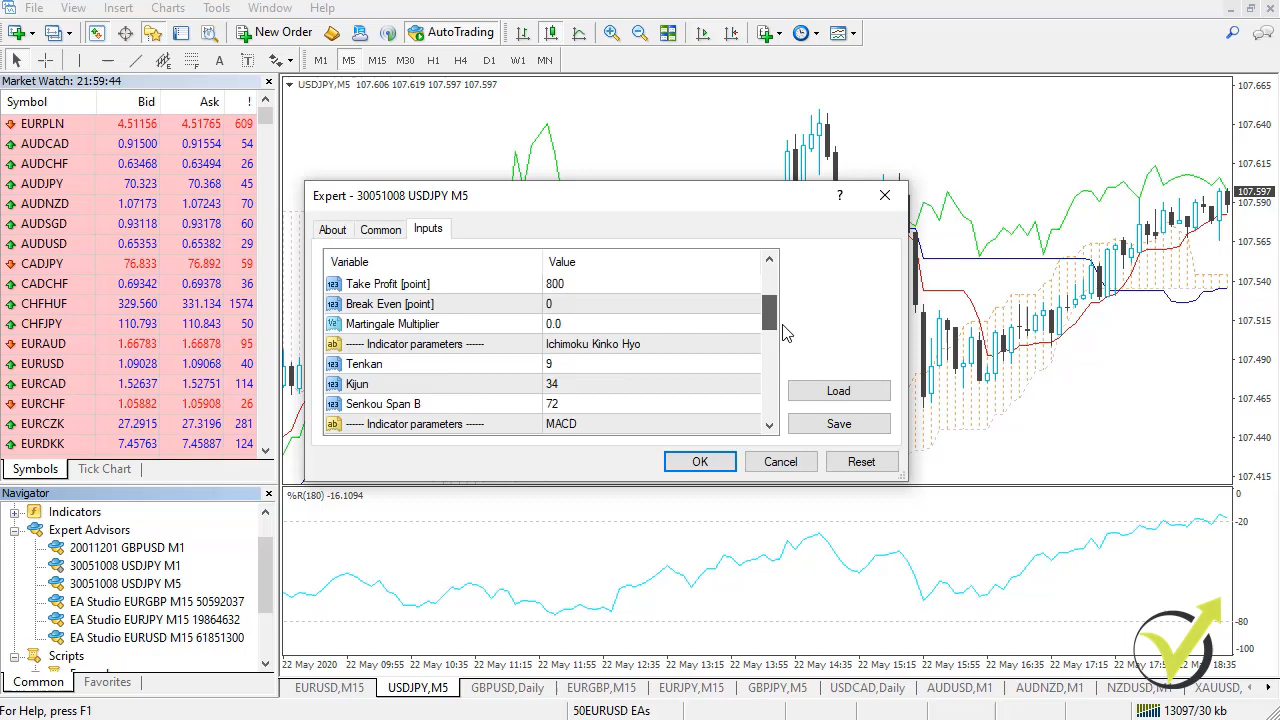 File View Insert Charts Tools Window Help
New Order AutoTrading
A T M1 M5 M15 M30 H1 H4 D1 W1 MN
Market Watch: 21:59:44
Symbol Bid Ask !
EURPLN 4.51156 4.51765 609
AUDCAD 0.91500 0.91554 54
AUDCHF 0.63468 0.63494 26
AUDJPY 70.323 70.368 45
AUDNZD 1.07173 1.07243 70
AUDSGD 0.93118 0.93180 62
AUDUSD 0.65353 0.65382 29
CADJPY 76.833 76.892 59
CADCHF 0.69342 0.69378 36
CHFHUF 329.560 331.134 1574
CHFJPY 110.793 110.843 50
EURAUD 1.66783 1.66878 95
EURUSD 1.09028 1.09068 40
EURCAD 1.52637 1.52751 114
EURCHF 1.05882 1.05908 26
EURCZK 27.2915 27.3196 281
EURDKK 7.45763 7.45887 124
Symbols Tick Chart
Navigator
Indicators
Expert Advisors
20011201 GBPUSD M1
30051008 USDJPY M1
30051008 USDJPY M5
EA Studio EURGBP M15 50592037
EA Studio EURJPY M15 19864632
EA Studio EURUSD M15 61851300
Scripts
Common Favorites
USDJPY,M5 107.606 107.619 107.597 107.597
107.665
107.640
107.615
107.597
107.590
107.565
107.540
107.515
107.490
107.465
107.440
107.415
Expert - 30051008 USDJPY M5 ?
About Common Inputs
Variable Value
Take Profit [point] 800
Break Even [point] 0
Martingale Multiplier 0.0
------ Indicator parameters ------ Ichimoku Kinko Hyo
Tenkan 9
Kijun 34
Senkou Span B 72
------ Indicator parameters ------ MACD
Load
Save
OK Cancel Reset
%R(180) -16.1094
0
-20
-80
-100
22 May 2020 22 May 09:55 22 May 10:35 22 May 11:15 22 May 11:55 22 May 12:35 22 May 13:15 22 May 13:55 22 May 14:35 22 May 15:15 22 May 15:55 22 May 16:35 22 May 17:15 22 May 18:35
EURUSD,M15 USDJPY,M5 GBPUSD,Daily EURGBP,M15 EURJPY,M15 GBPJPY,M5 USDCAD,Daily AUDUSD,M1 AUDNZD,M1 XAUUSD,
For Help, press F1 50EURUSD EAs 13097/30 kb